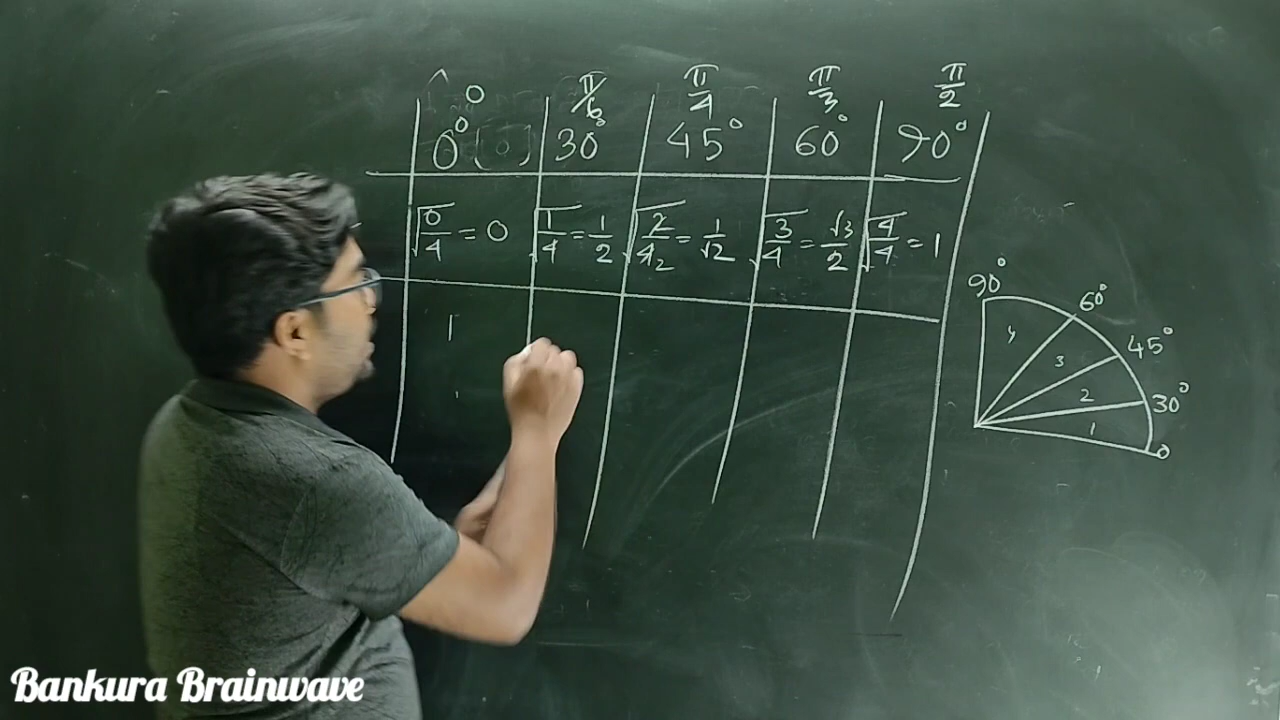 0 π/6 π/4 π/3 π/2
0° [0] 30° 45° 60° 90°
√(0/4) = 0 √(1/4) = 1/2 √(2/4₂) = 1/√2 √(3/4) = √3/2 √(4/4) = 1
1
90°
60°
45°
30°
0
4
3
2
1
Bankura Brainwave